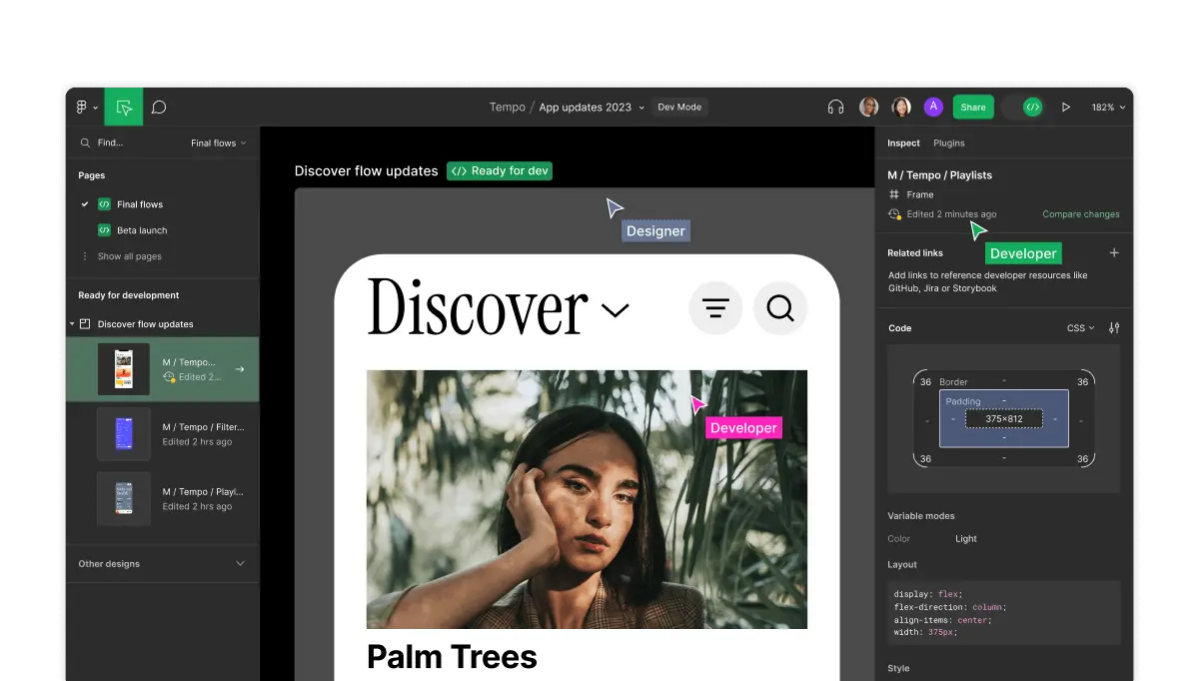 Tempo / App updates 2023 Dev Mode
A
Share
182%
Find...
Final flows
Pages
Final flows
Beta launch
Show all pages
Ready for development
Discover flow updates
M / Tempo...
Edited 2...
M / Tempo / Filter...
Edited 2 hrs ago
M / Tempo / Playl...
Edited 2 hrs ago
Other designs
Discover flow updates
</> Ready for dev
Designer
Discover
Developer
Palm Trees
Inspect Plugins
M / Tempo / Playlists
Frame
Edited 2 minutes ago
Compare changes
Developer
Related links
Add links to reference developer resources like
GitHub, Jira or Storybook
Code
CSS
36 Border - 36
Padding -
- - 375×812 - -
-
36 - 36
Variable modes
Color Light
Layout
display: flex;
flex-direction: column;
align-items: center;
width: 375px;
Style